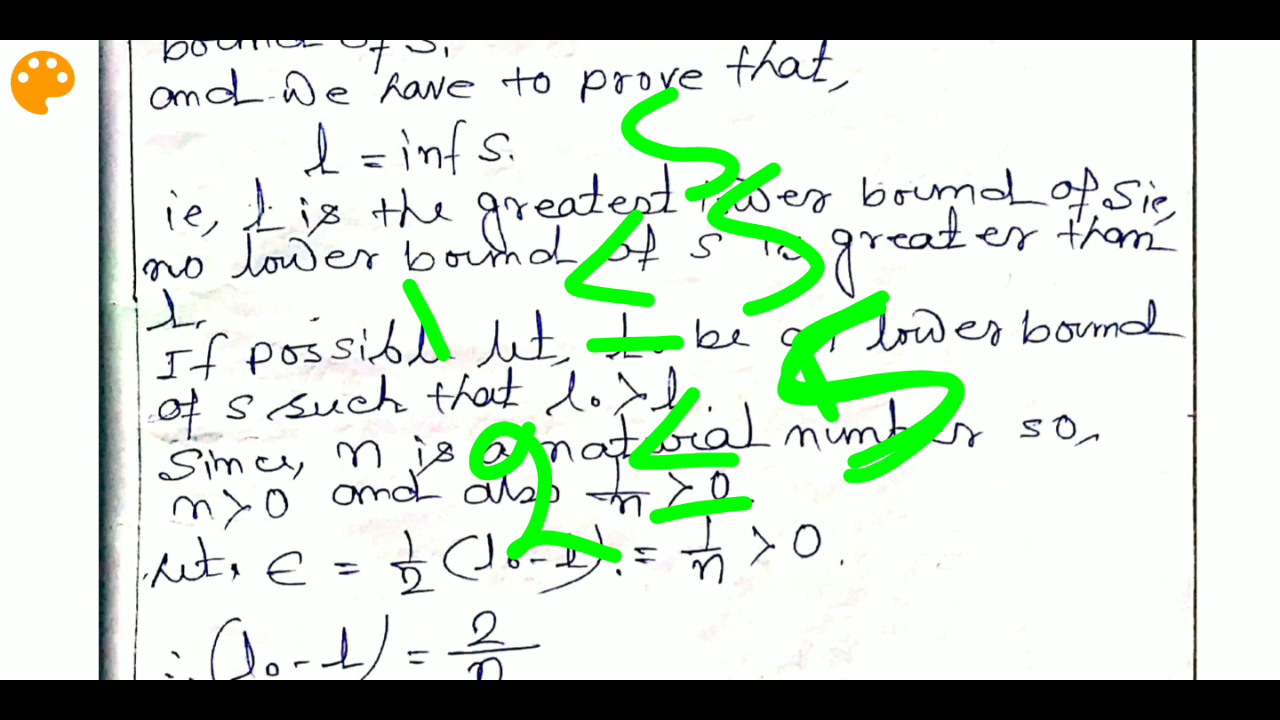 bound of S.
and We have to prove that,
l = inf S.
ie, l is the greatest lower bound of S ie,
no lower bound of S is greater than
l.
If possible let, l₀ be a lower bound
of S such that l₀ > l
Since, n is a natural number so,
n > 0 and also 1/n > 0.
Let, ϵ = 1/2 (l₀ - l) = 1/n > 0.
∴ (l₀ - l) = 2/n
S
S
≤
1
S
2
≤